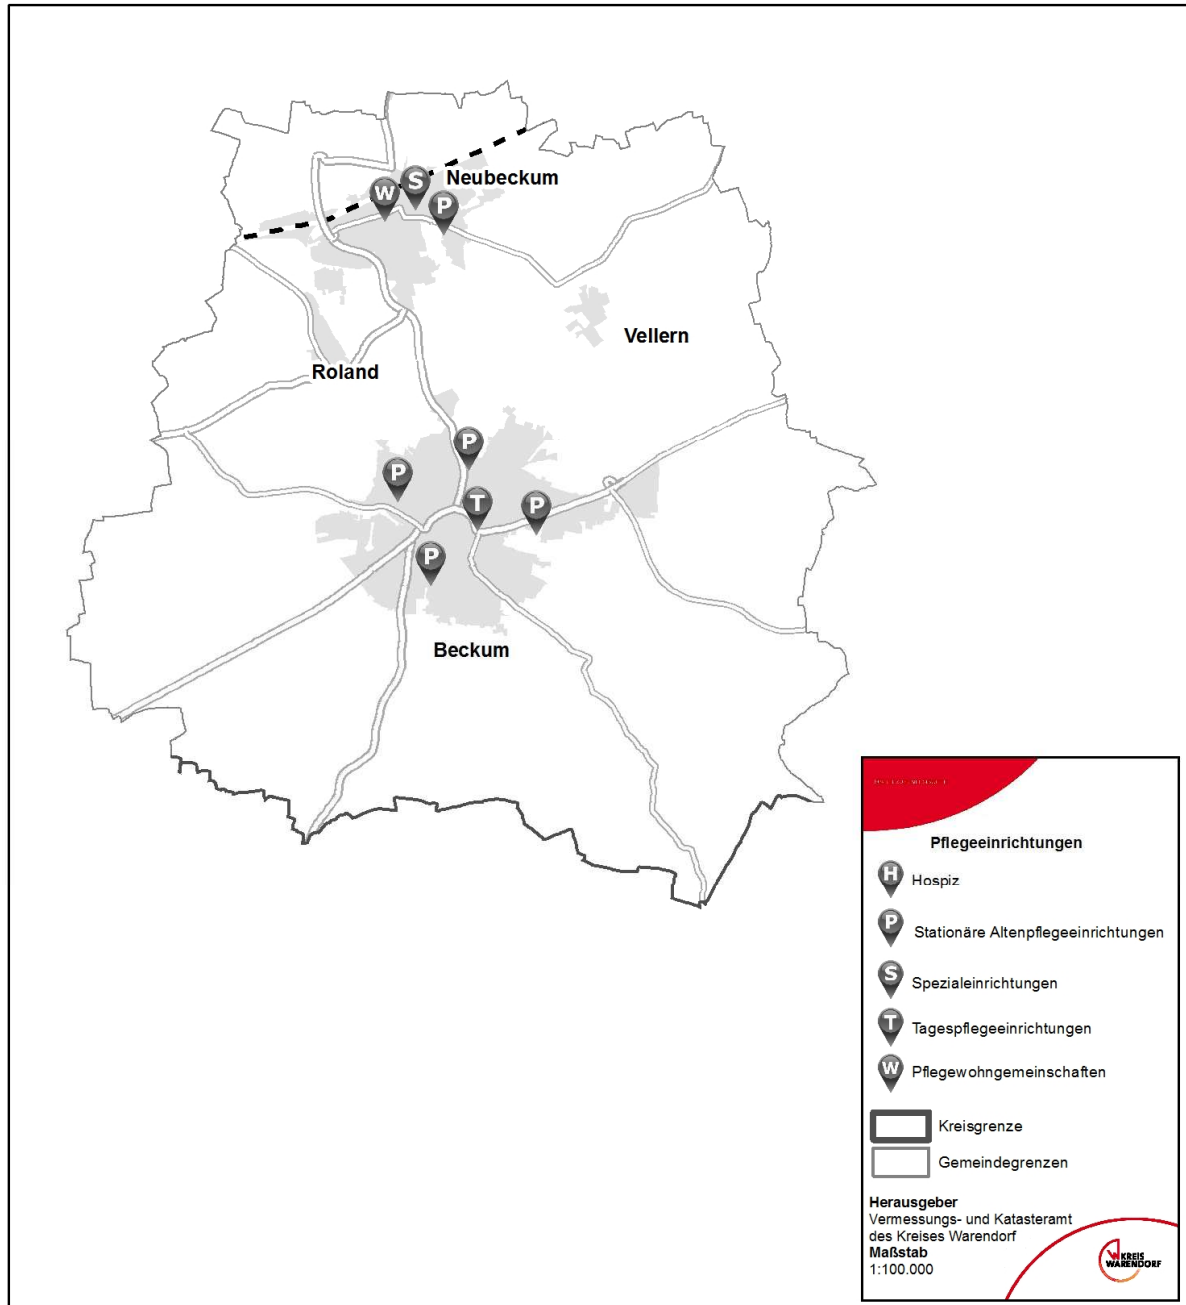 S
Neubeckum
W
P
Vellern
Roland
P
P
T
P
P
Beckum
Pflegeeinrichtungen
H Hospiz
P Stationäre Altenpflegeeinrichtungen
S Spezialeinrichtungen
T Tagespflegeeinrichtungen
W Pflegewohngemeinschaften
Kreisgrenze
Gemeindegrenzen
Herausgeber
Vermessungs- und Katasteramt
des Kreises Warendorf
Maßstab
1:100.000
KREIS
WARENDORF